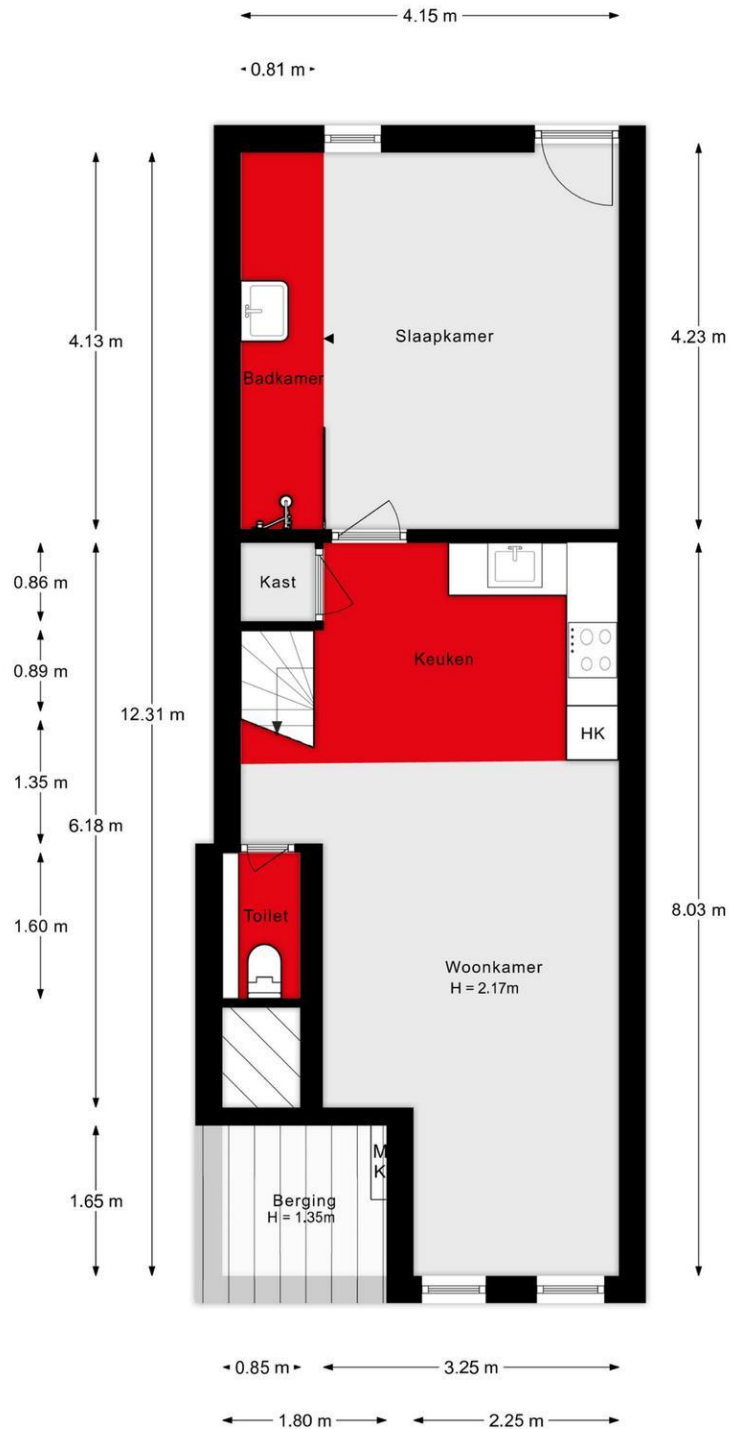 4.15 m
0.81 m
4.13 m
Slaapkamer
4.23 m
Badkamer
0.86 m
Kast
0.89 m
Keuken
12.31 m
HK
1.35 m
6.18 m
1.60 m
Toilet
8.03 m
Woonkamer
H = 2.17m
M
K
1.65 m
Berging
H = 1.35m
0.85 m
3.25 m
1.80 m
2.25 m